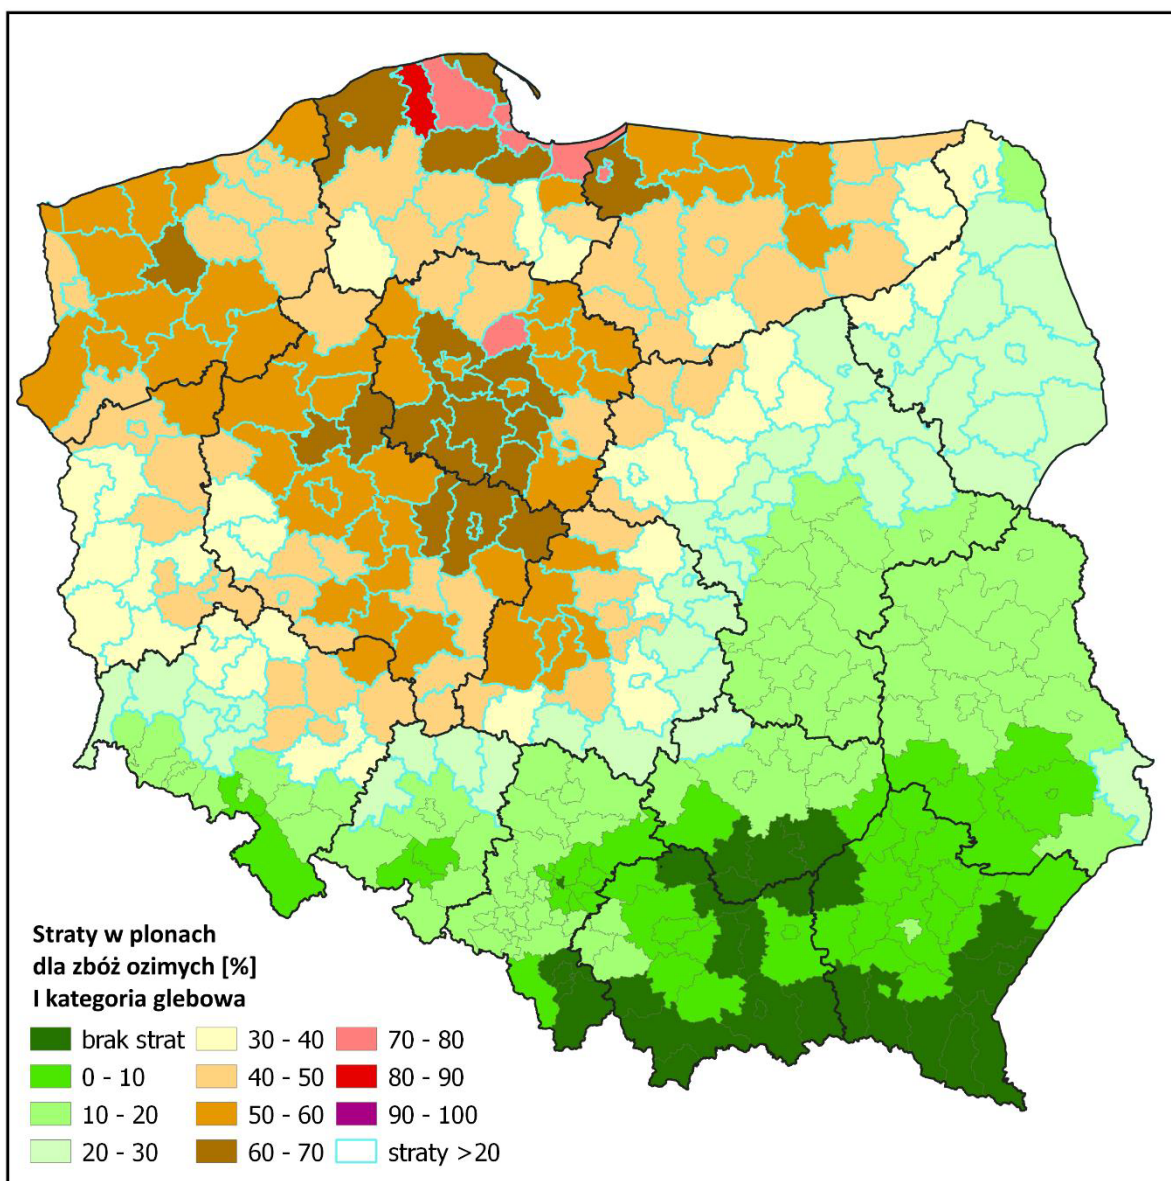 Straty w plonach
dla zbóż ozimych [%]
I kategoria glebowa
brak strat
0 - 10
10 - 20
20 - 30
30 - 40
40 - 50
50 - 60
60 - 70
70 - 80
80 - 90
90 - 100
straty >20